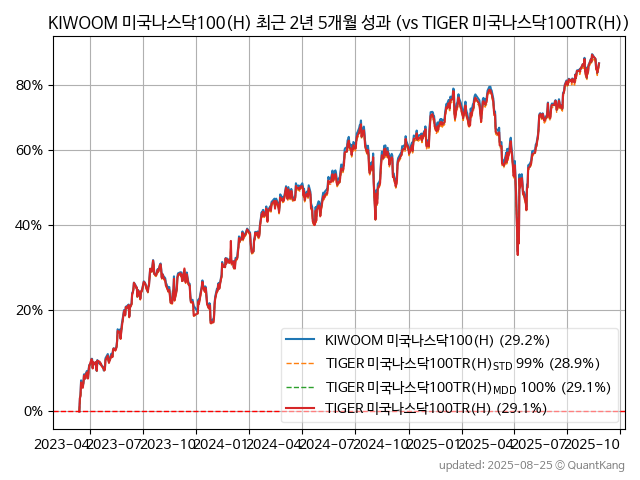 KIWOOM 미국나스닥100(H) 최근 2년 5개월 성과 (vs TIGER 미국나스닥100TR(H))
80%
60%
40%
20%
0%
KIWOOM 미국나스닥100(H) (29.2%)
TIGER 미국나스닥100TR(H)STD 99% (28.9%)
TIGER 미국나스닥100TR(H)MDD 100% (29.1%)
TIGER 미국나스닥100TR(H) (29.1%)
2023-04 2023-07 2023-10 2024-01 2024-04 2024-07 2024-10 2025-01 2025-04 2025-07 2025-10
updated: 2025-08-25 © QuantKang